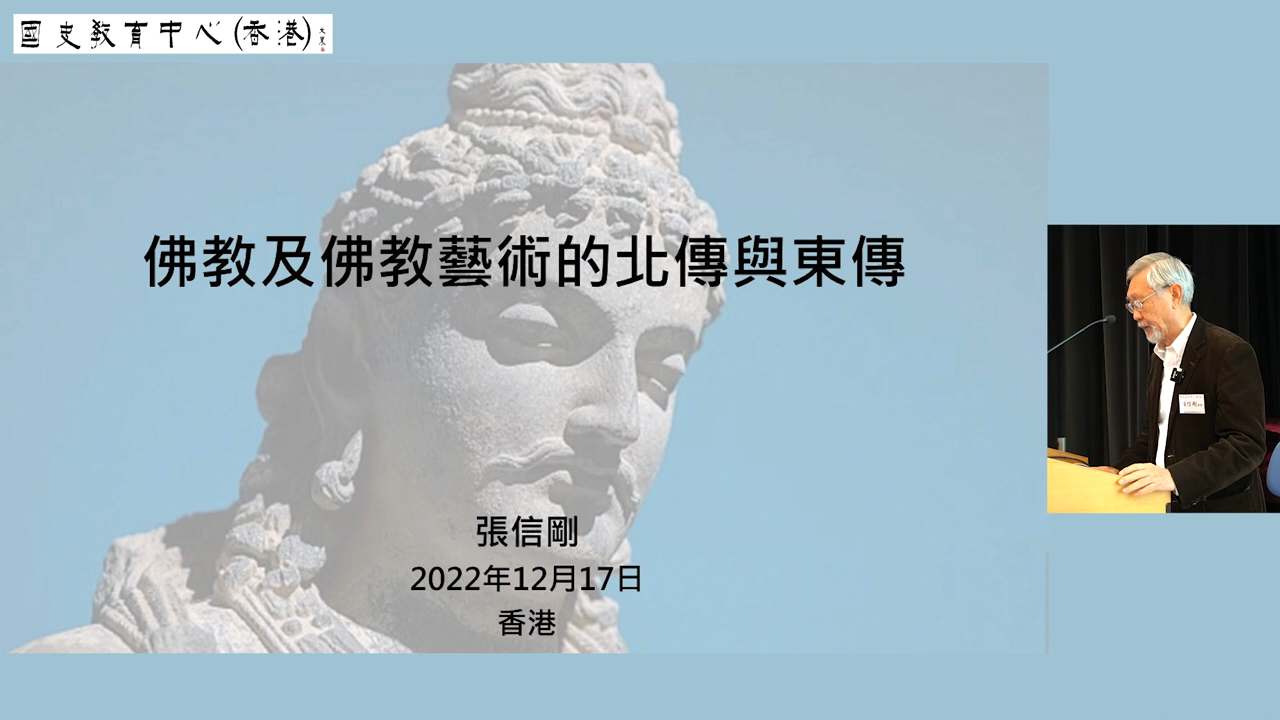 國史教育中心(香港)
佛教及佛教藝術的北傳與東傳
張信剛
2022年12月17日
香港